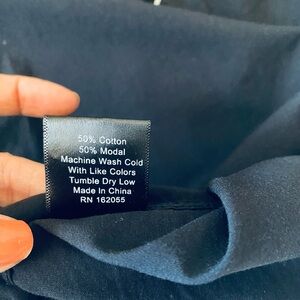 50% Cotton
50% Modal
Machine Wash Cold
With Like Colors
Tumble Dry Low
Made In China
RN 162055